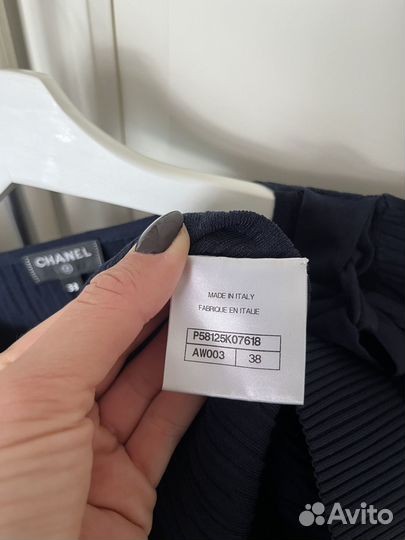 CHANEL
38
MADE IN ITALY
FABRIQUE EN ITALIE
P58125K07618
AW003 38
Avito